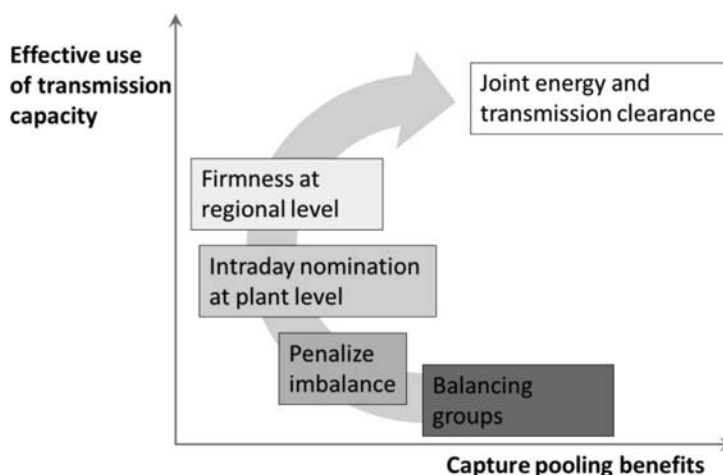 Effective use
of transmission
capacity
Joint energy and
transmission clearance
Firmness at
regional level
Intraday nomination
at plant level
Penalize
imbalance
Balancing
groups
Capture pooling benefits